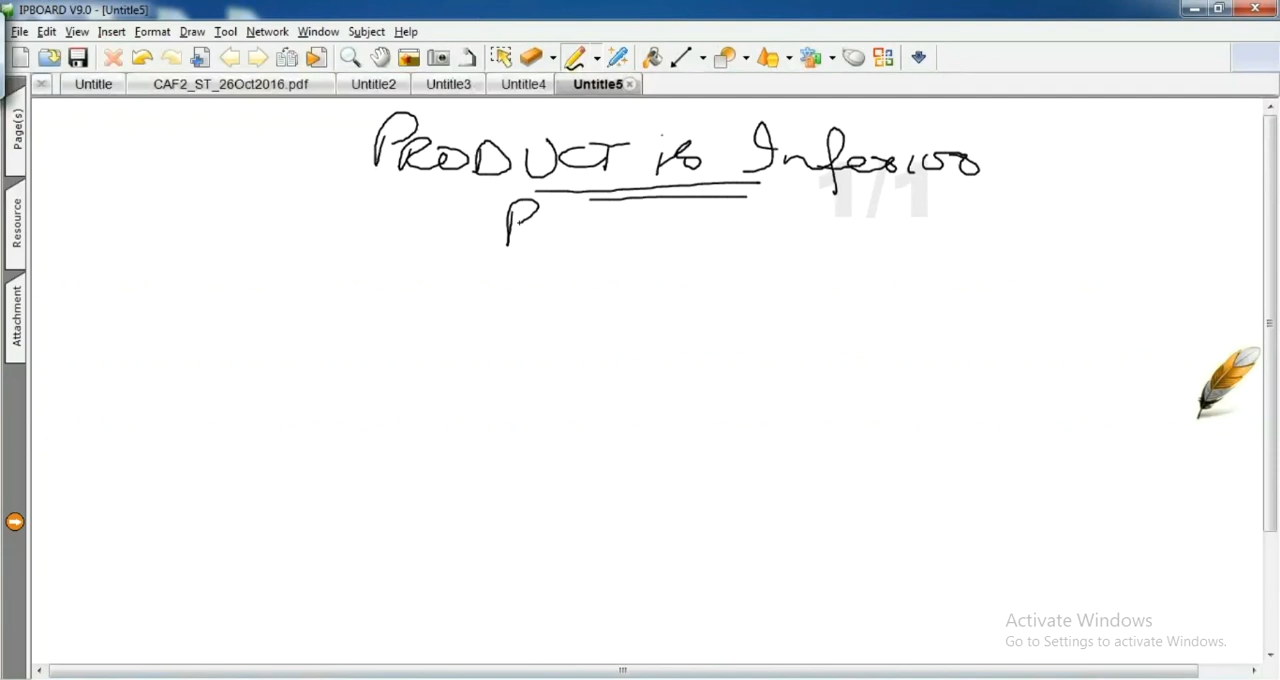 IPBOARD V9.0 - [Untitle5]
File Edit View Insert Format Draw Tool Network Window Subject Help
Untitle CAF2_ST_26Oct2016.pdf Untitle2 Untitle3 Untitle4 Untitle5
Page(s)
Resource
Attachment
PRODUCT is Inferior
1/1
P
Activate Windows
Go to Settings to activate Windows.